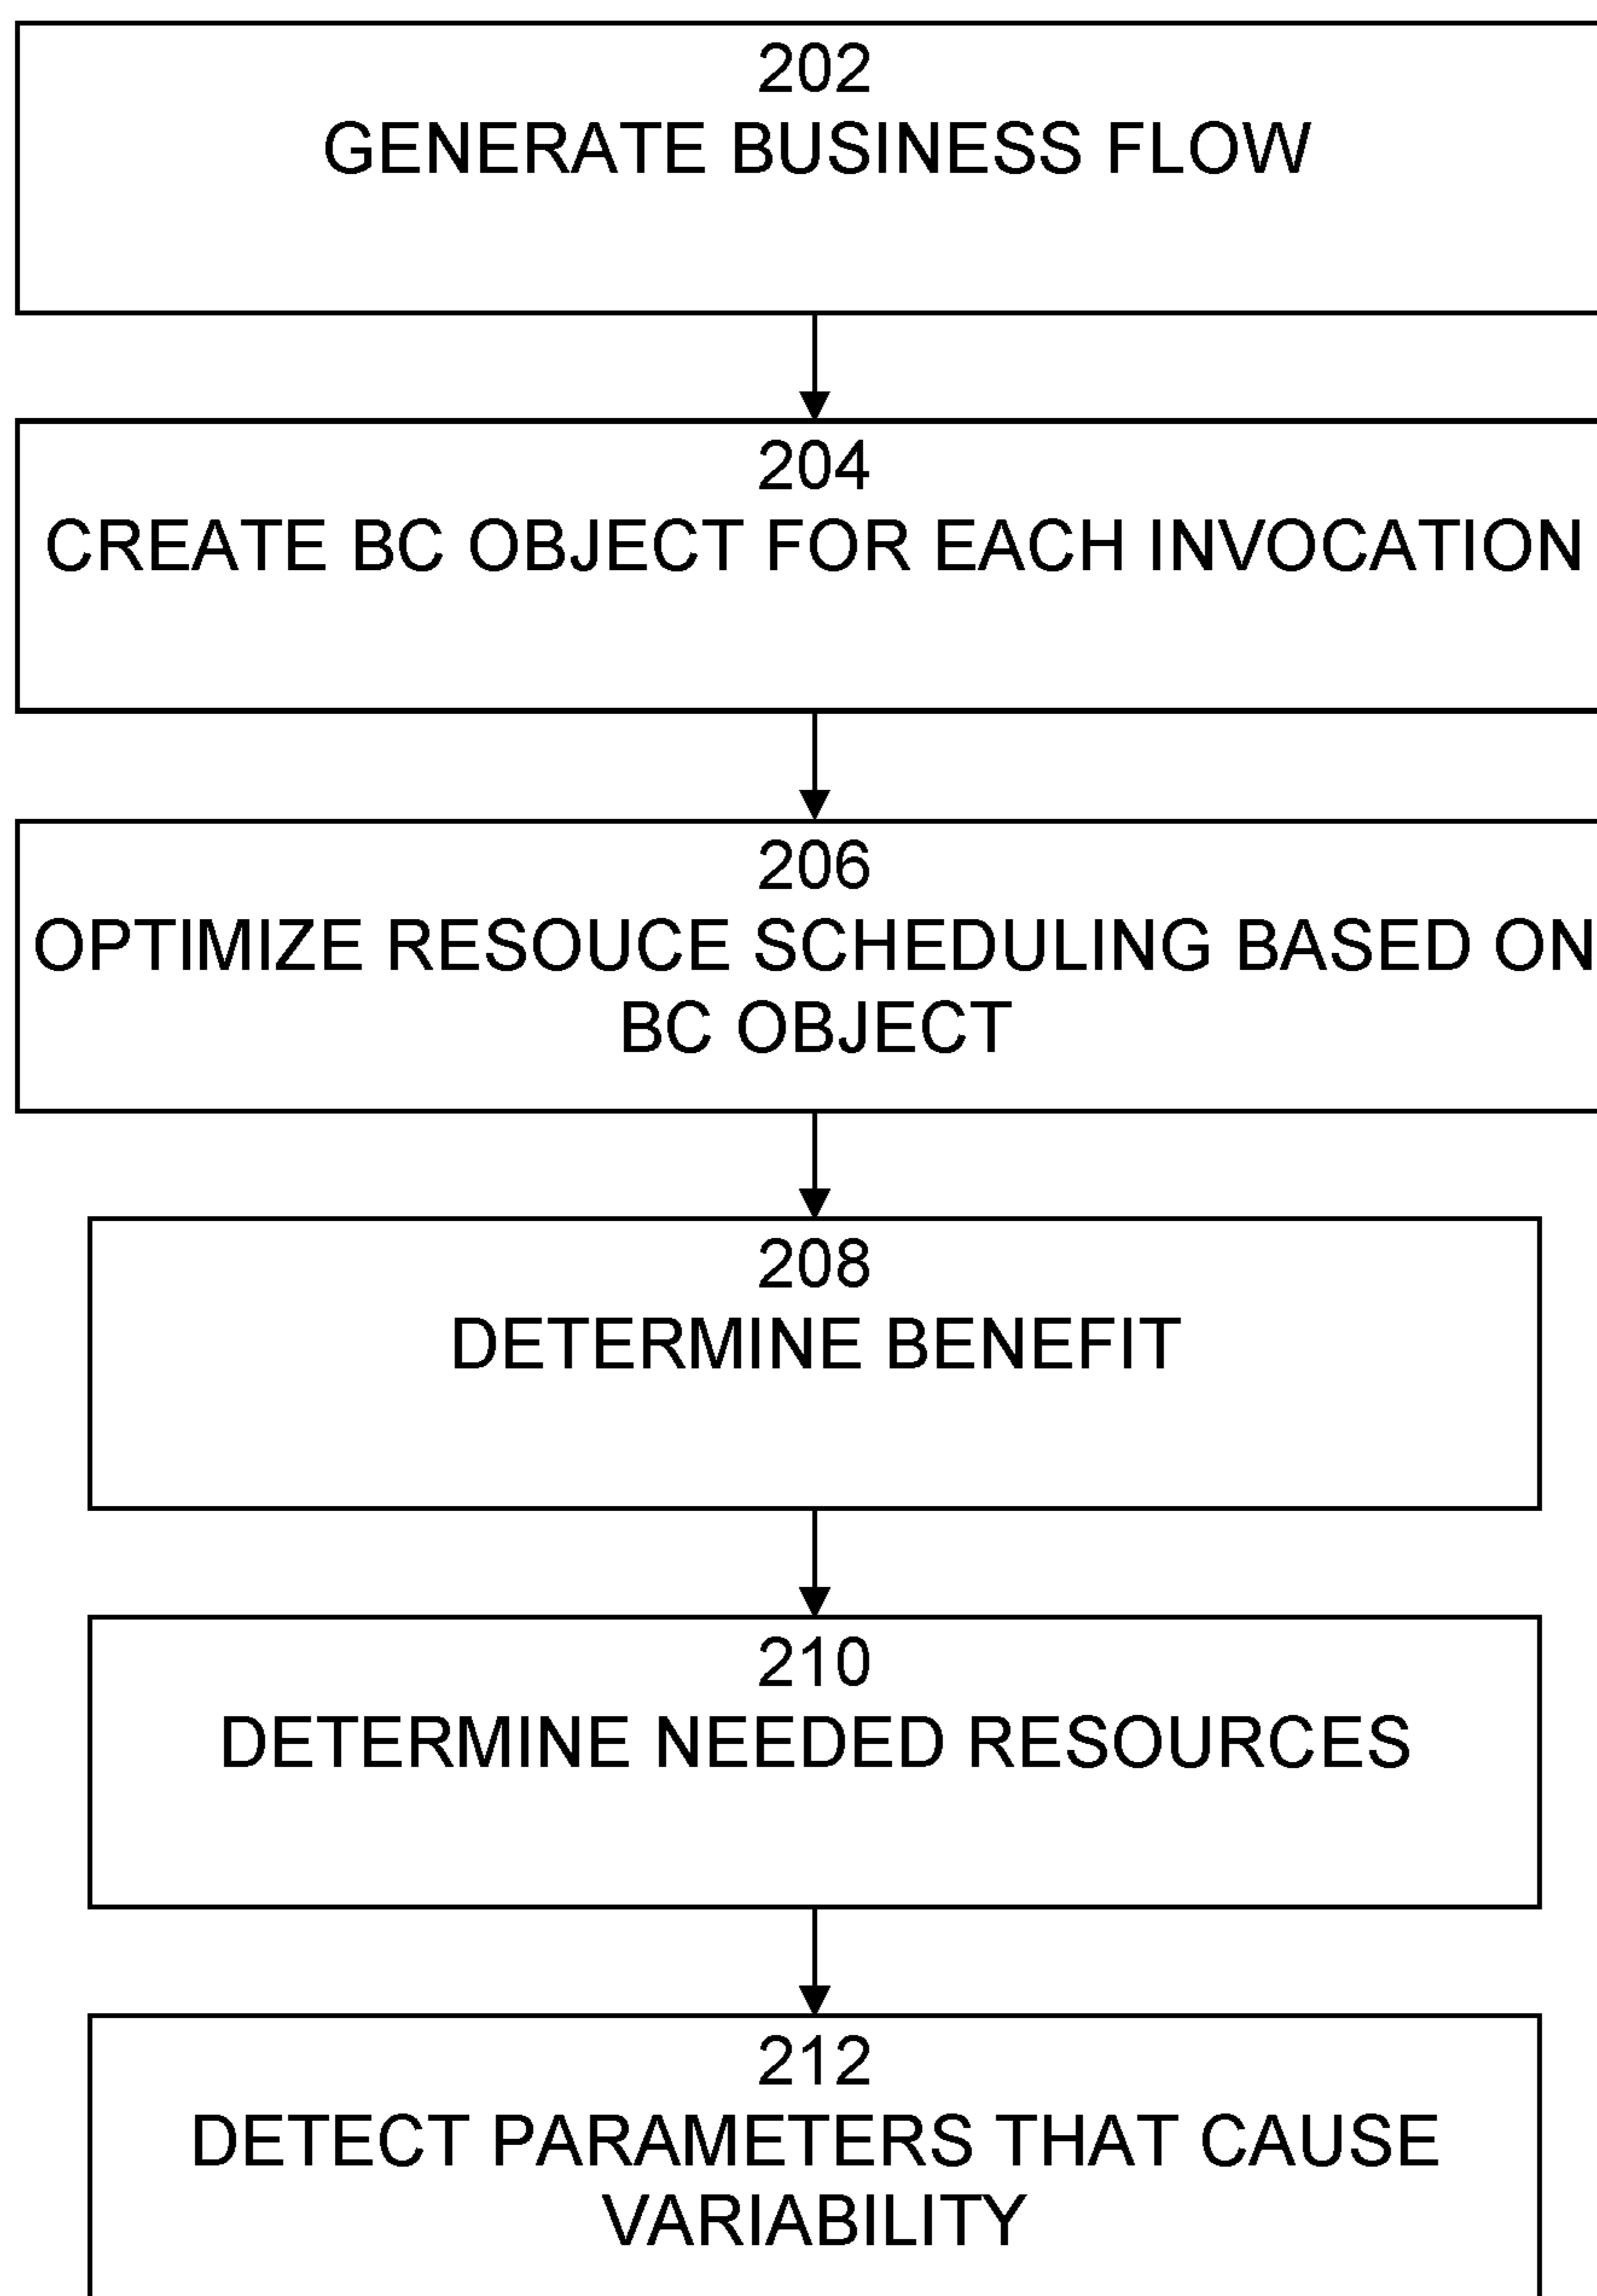 202
GENERATE BUSINESS FLOW
204
CREATE BC OBJECT FOR EACH INVOCATION
206
OPTIMIZE RESOUCE SCHEDULING BASED ON
BC OBJECT
208
DETERMINE BENEFIT
210
DETERMINE NEEDED RESOURCES
212
DETECT PARAMETERS THAT CAUSE
VARIABILITY